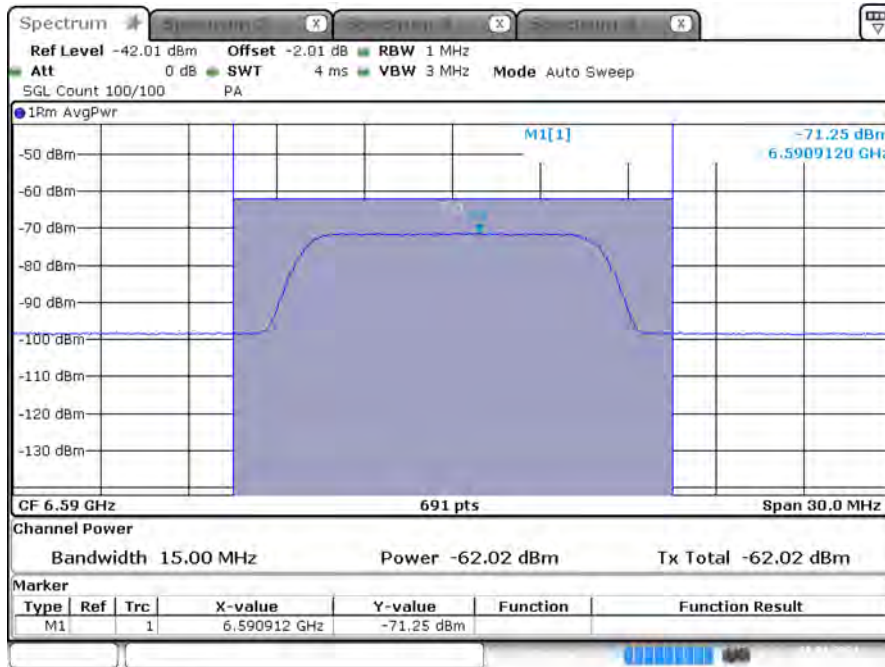 Spectrum X X X
Ref Level -42.01 dBm Offset -2.01 dB RBW 1 MHz
Att 0 dB SWT 4 ms VBW 3 MHz Mode Auto Sweep
SGL Count 100/100 PA
1Rm AvgPwr
M1[1] -71.25 dBm
6.5909120 GHz
-50 dBm
-60 dBm
-70 dBm
-80 dBm
-90 dBm
-100 dBm
-110 dBm
-120 dBm
-130 dBm
CF 6.59 GHz 691 pts Span 30.0 MHz
Channel Power
Bandwidth 15.00 MHz Power -62.02 dBm Tx Total -62.02 dBm
Marker
Type Ref Trc X-value Y-value Function Function Result
M1 1 6.590912 GHz -71.25 dBm